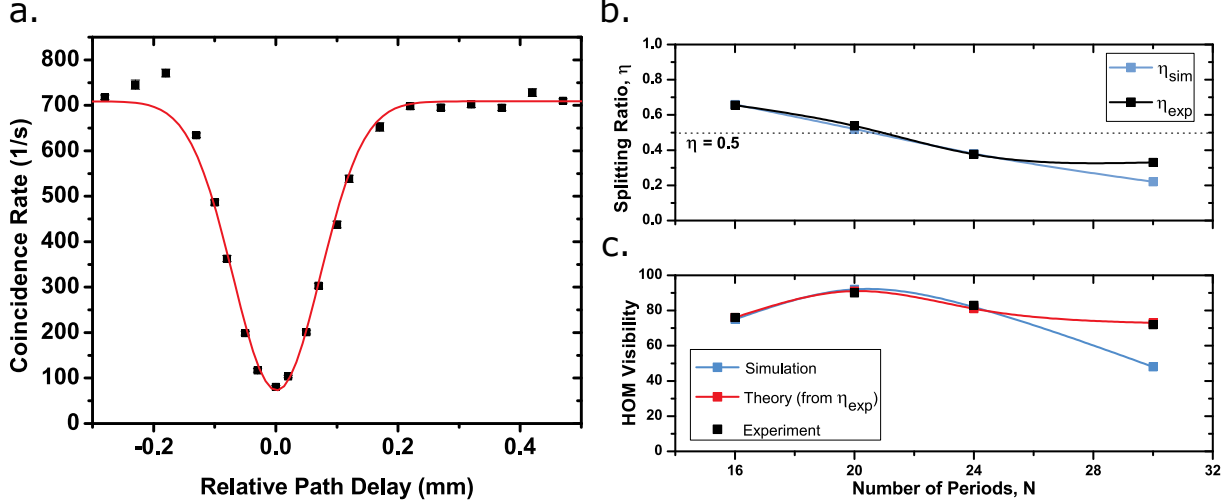 a.
800
700
600
500
400
300
200
100
0
Coincidence Rate (1/s)
-0.2
0.0
0.2
0.4
Relative Path Delay (mm)
b.
1.0
0.8
0.6
0.4
0.2
0.0
Splitting Ratio, η
η = 0.5
ηsim
ηexp
c.
100
80
60
40
20
0
HOM Visibility
Simulation
Theory (from ηexp)
Experiment
16
20
24
28
32
Number of Periods, N